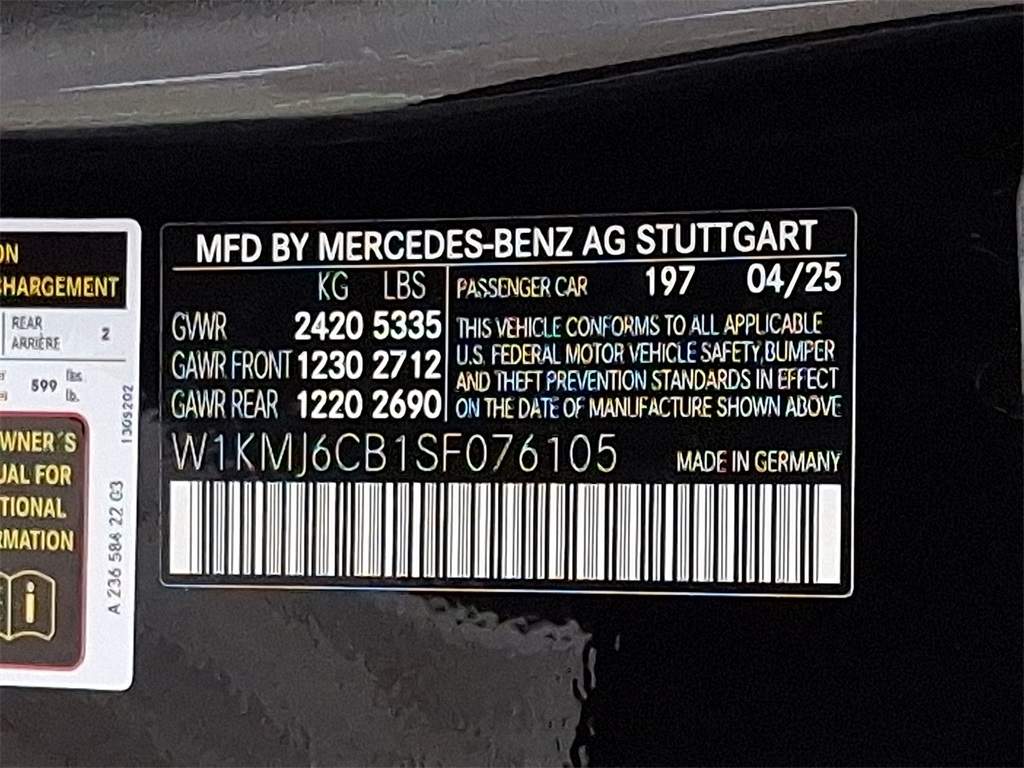 ON
CHARGEMENT
REAR
ARRIÈRE
2
599
lbs.
lb.
1309202
OWNER'S
UAL FOR
TIONAL
RMATION
A 236 584 22 03
MFD BY MERCEDES-BENZ AG STUTTGART
KG LBS
GVWR 2420 5335
GAWR FRONT 1230 2712
GAWR REAR 1220 2690
PASSENGER CAR 197 04/25
THIS VEHICLE CONFORMS TO ALL APPLICABLE
U.S. FEDERAL MOTOR VEHICLE SAFETY,BUMPER
AND THEFT PREVENTION STANDARDS IN EFFECT
ON THE DATE OF MANUFACTURE SHOWN ABOVE
W1KMJ6CB1SF076105
MADE IN GERMANY